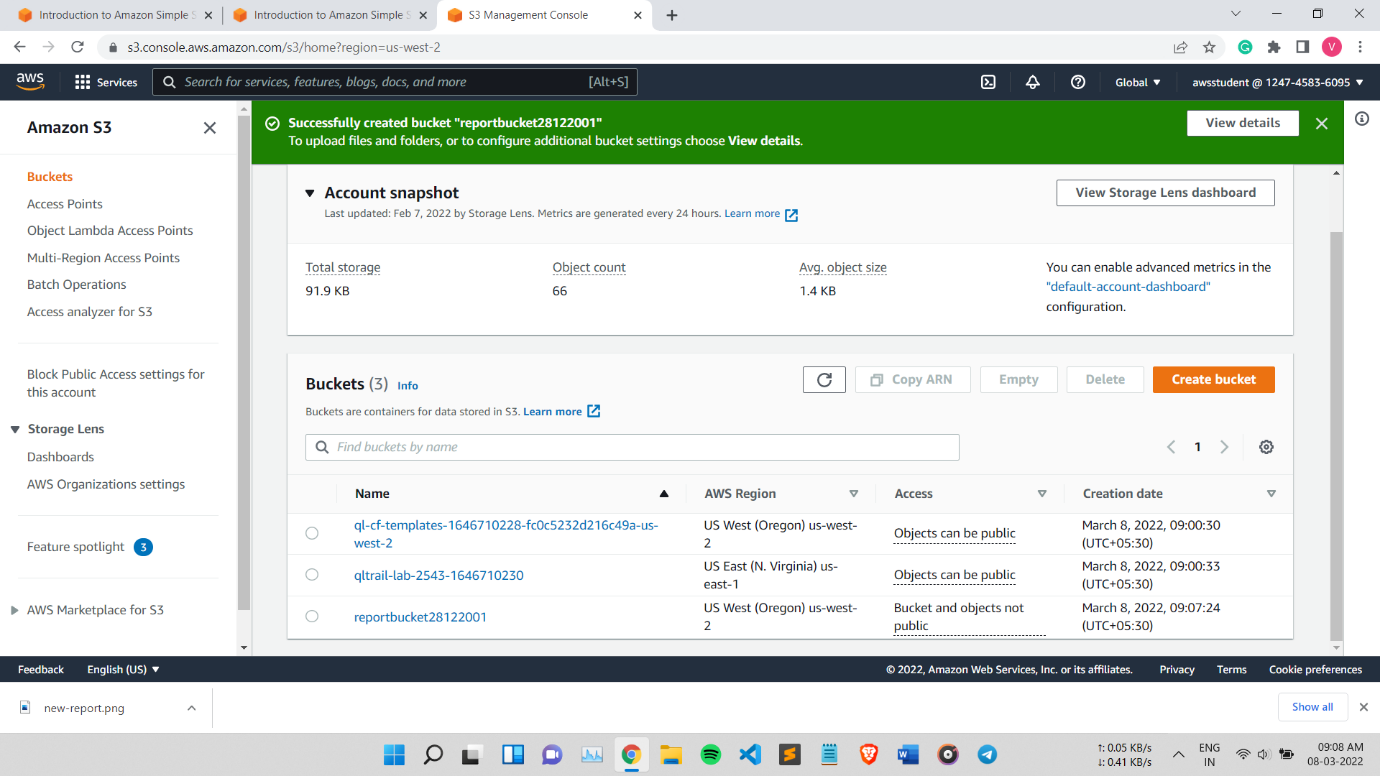 Introduction to Amazon Simple S
Introduction to Amazon Simple S
S3 Management Console
s3.console.aws.amazon.com/s3/home?region=us-west-2
V
aws
Services
Search for services, features, blogs, docs, and more
[Alt+S]
Global
awsstudent @ 1247-4583-6095
Amazon S3
Buckets
Access Points
Object Lambda Access Points
Multi-Region Access Points
Batch Operations
Access analyzer for S3
Block Public Access settings for
this account
Storage Lens
Dashboards
AWS Organizations settings
Feature spotlight 3
AWS Marketplace for S3
Successfully created bucket "reportbucket28122001"
To upload files and folders, or to configure additional bucket settings choose View details.
View details
Account snapshot
Last updated: Feb 7, 2022 by Storage Lens. Metrics are generated every 24 hours. Learn more
View Storage Lens dashboard
Total storage
91.9 KB
Object count
66
Avg. object size
1.4 KB
You can enable advanced metrics in the
"default-account-dashboard"
configuration.
Buckets (3) Info
Buckets are containers for data stored in S3. Learn more
Copy ARN
Empty
Delete
Create bucket
Find buckets by name
1
Name
AWS Region
Access
Creation date
ql-cf-templates-1646710228-fc0c5232d216c49a-us-
west-2
US West (Oregon) us-west-
2
Objects can be public
March 8, 2022, 09:00:30
(UTC+05:30)
qltrail-lab-2543-1646710230
US East (N. Virginia) us-
east-1
Objects can be public
March 8, 2022, 09:00:33
(UTC+05:30)
reportbucket28122001
US West (Oregon) us-west-
2
Bucket and objects not
public
March 8, 2022, 09:07:24
(UTC+05:30)
Feedback
English (US)
© 2022, Amazon Web Services, Inc. or its affiliates.
Privacy
Terms
Cookie preferences
new-report.png
Show all
↑: 0.05 KB/s
↓: 0.41 KB/s
ENG
IN
09:08 AM
08-03-2022